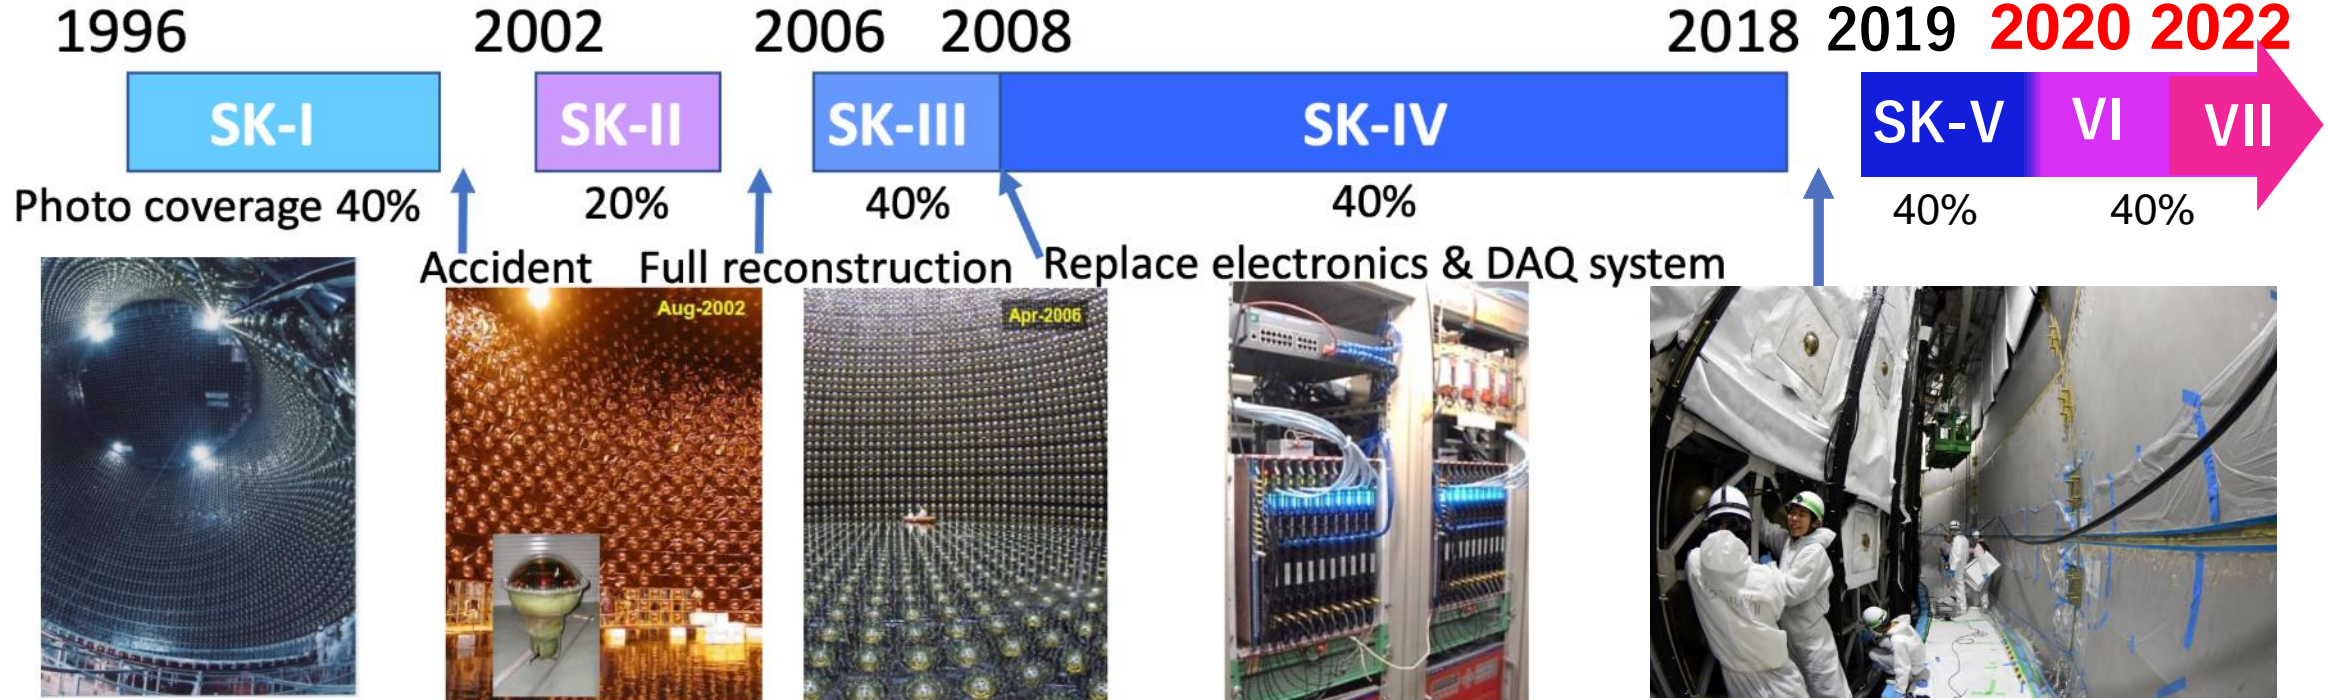 1996 2002 2006 2008 2018 2019 2020 2022
SK-I SK-II SK-III SK-IV SK-V VI VII
Photo coverage 40% 20% 40% 40% 40% 40%
Accident Full reconstruction Replace electronics & DAQ system
Aug-2002 Apr-2006